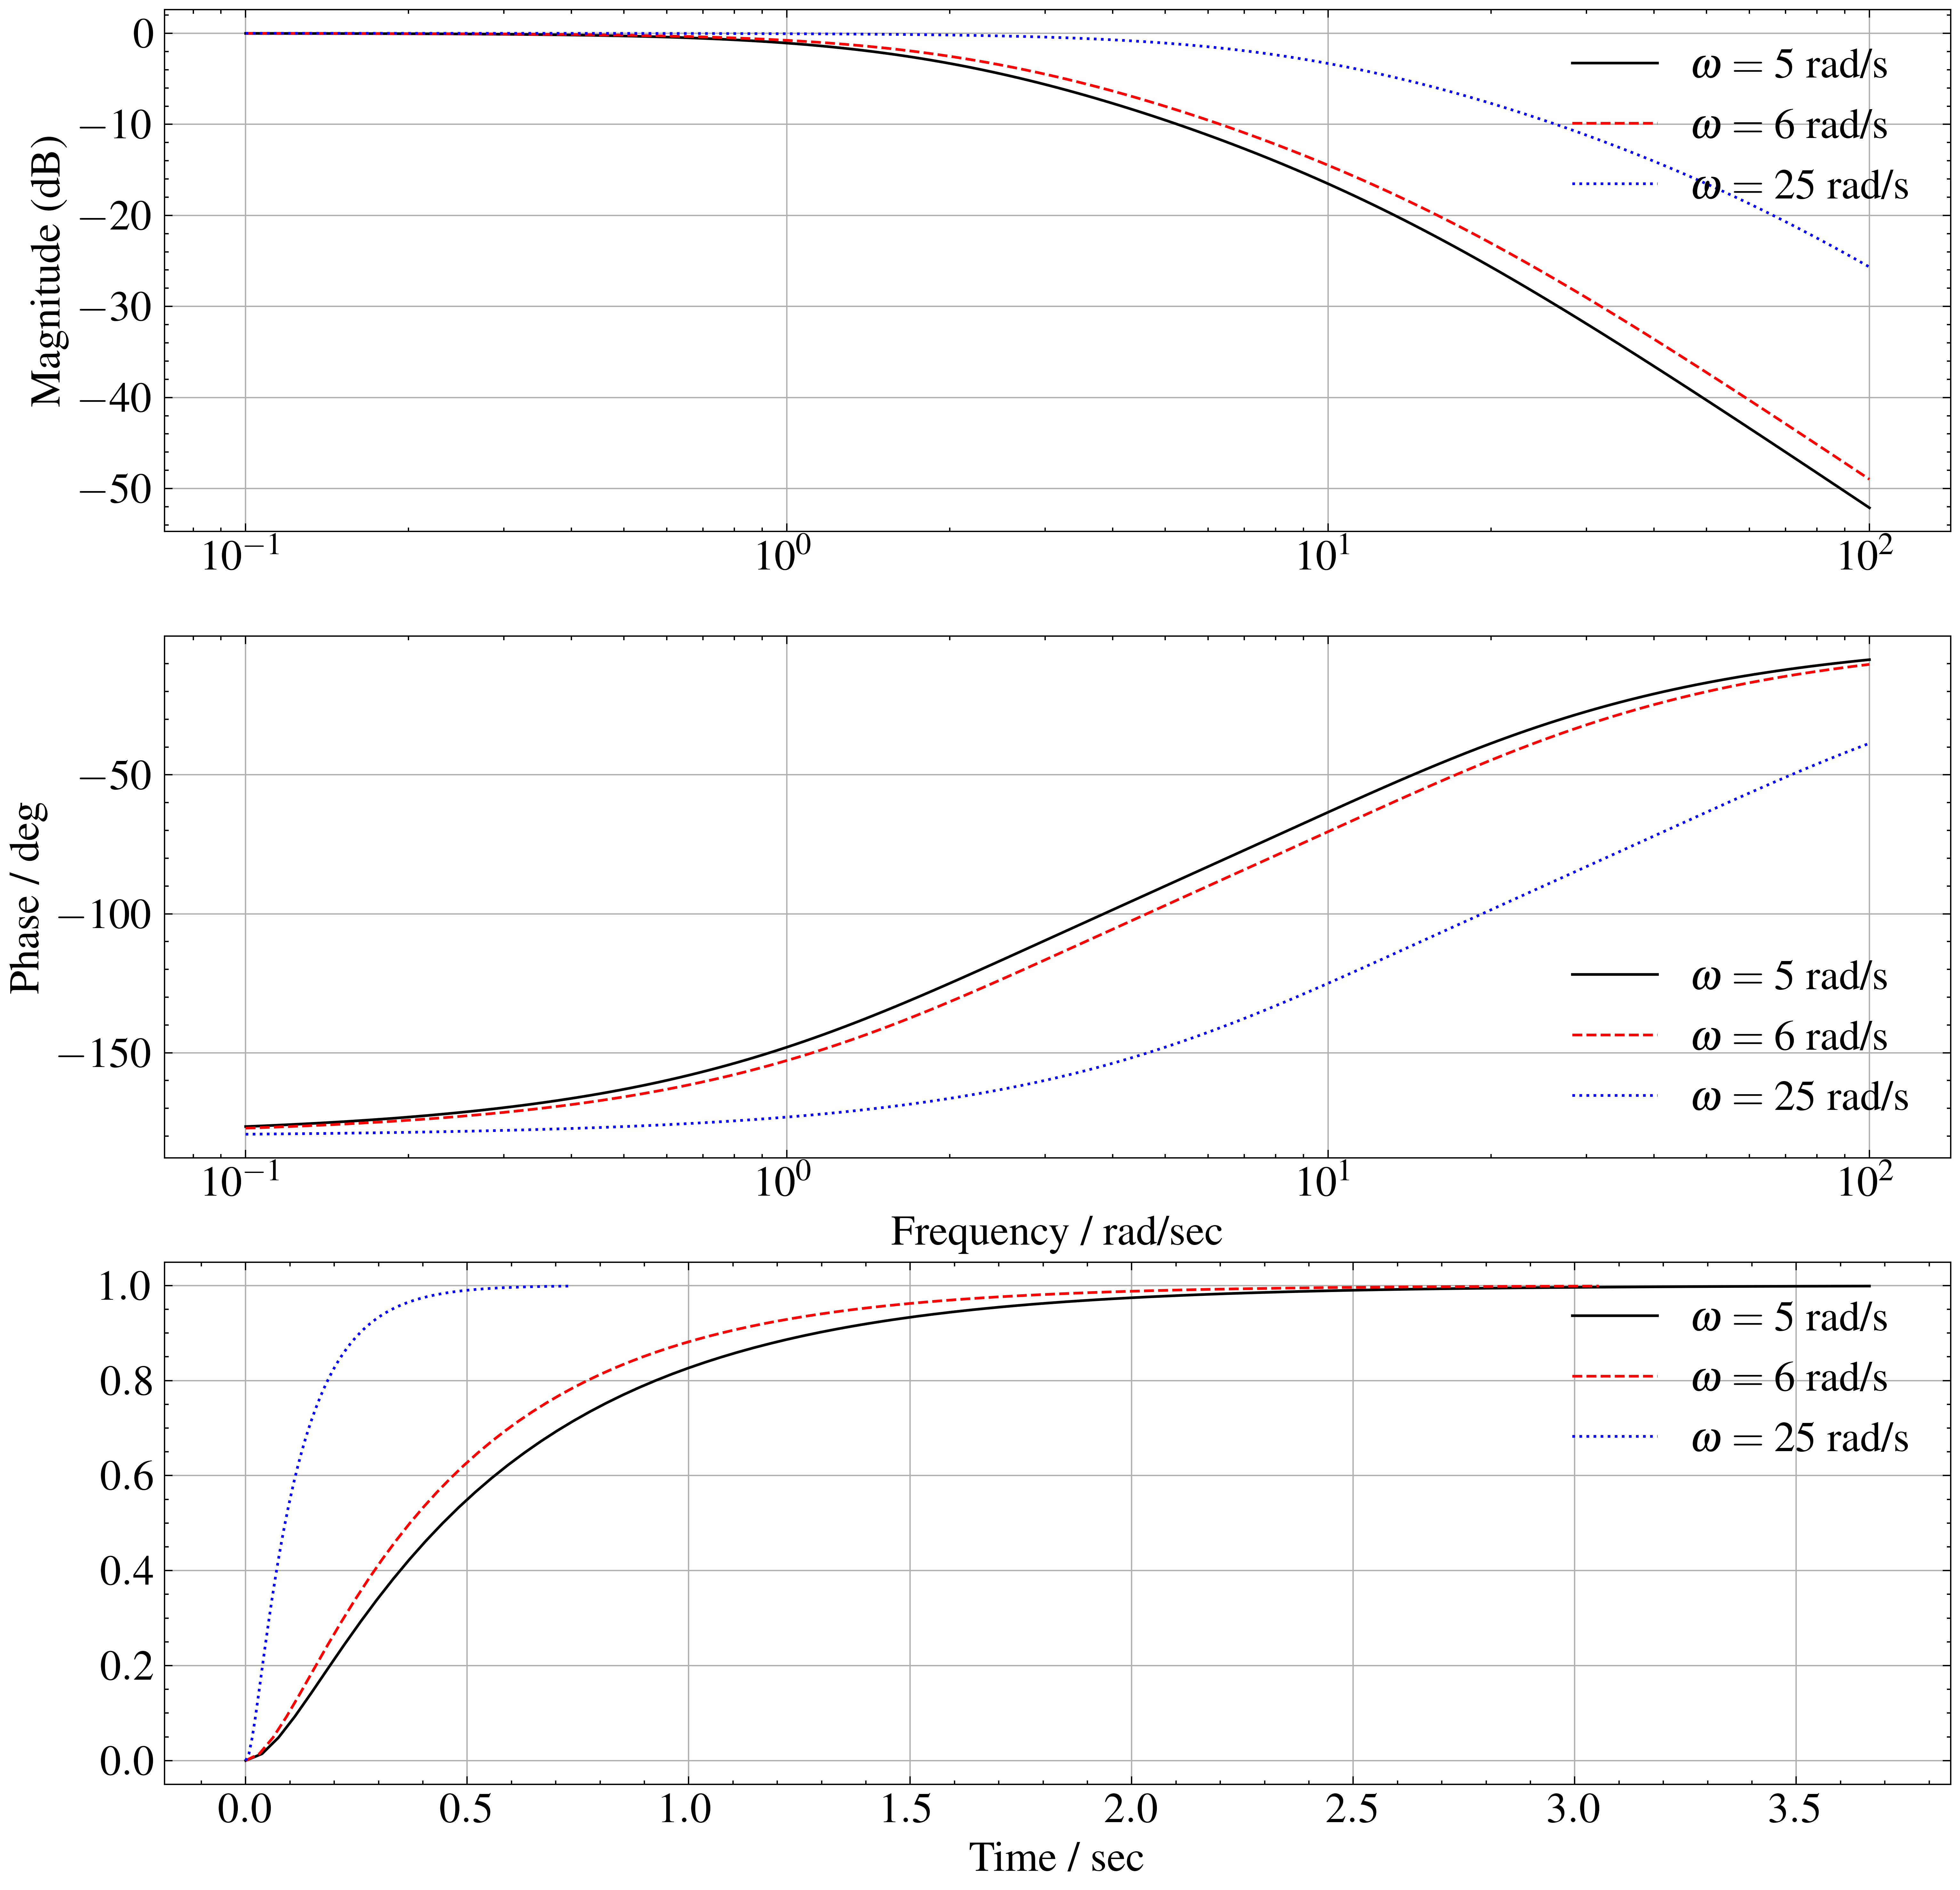 0
−10
−20
−30
−40
−50
Magnitude (dB)
ω = 5 rad/s
ω = 6 rad/s
ω = 25 rad/s
10⁻¹ 10⁰ 10¹ 10²
−50
−100
−150
Phase / deg
ω = 5 rad/s
ω = 6 rad/s
ω = 25 rad/s
10⁻¹ 10⁰ 10¹ 10²
Frequency / rad/sec
1.0
0.8
0.6
0.4
0.2
0.0
ω = 5 rad/s
ω = 6 rad/s
ω = 25 rad/s
0.0 0.5 1.0 1.5 2.0 2.5 3.0 3.5
Time / sec